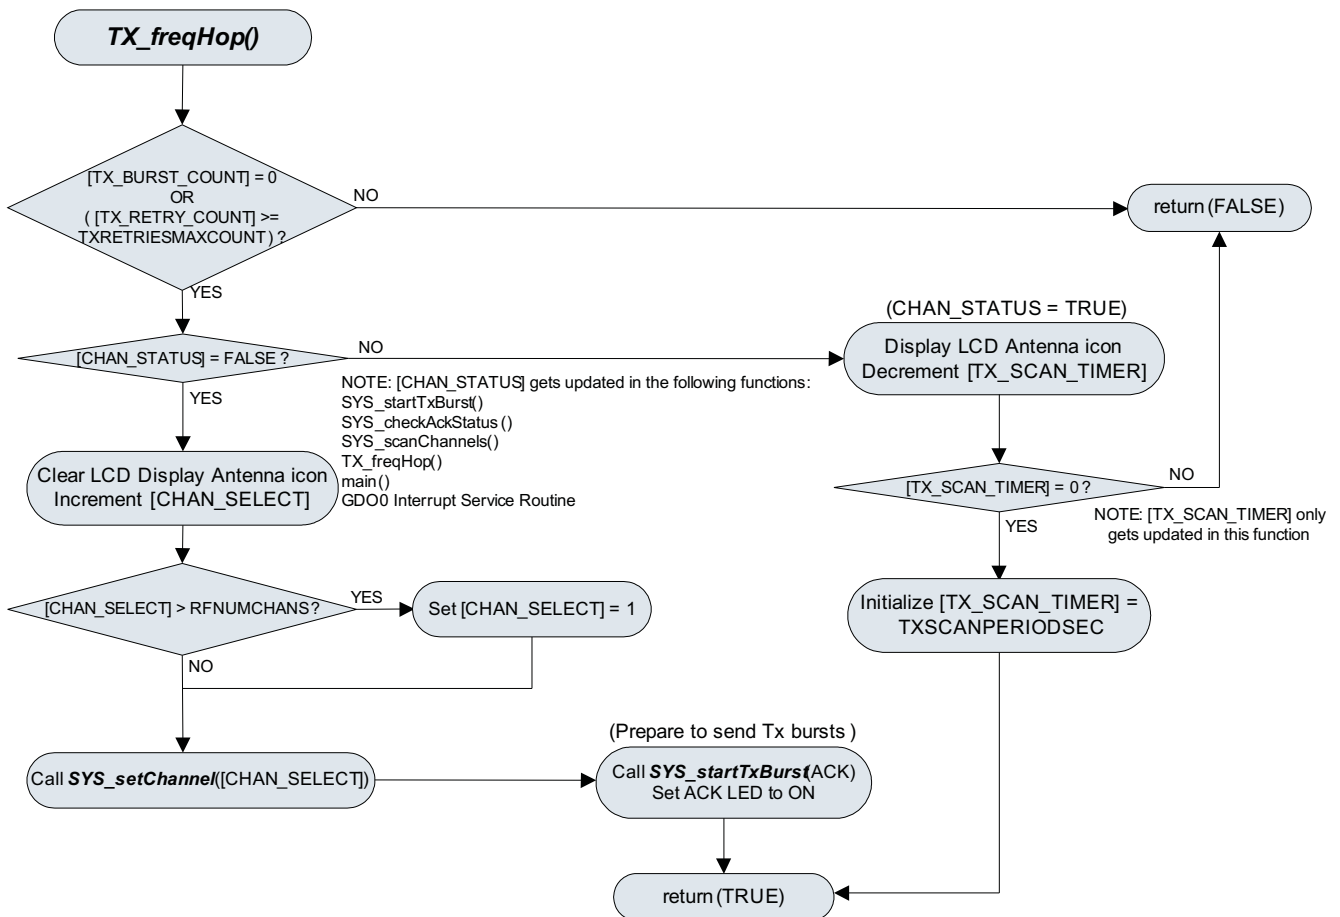 TX_freqHop()
[TX_BURST_COUNT] = 0
OR
( [TX_RETRY_COUNT] >=
TXRETRIESMAXCOUNT ) ?
NO
return (FALSE)
YES
[CHAN_STATUS] = FALSE ?
NO
(CHAN_STATUS = TRUE)
Display LCD Antenna icon
Decrement [TX_SCAN_TIMER]
YES
NOTE: [CHAN_STATUS] gets updated in the following functions:
SYS_startTxBurst()
SYS_checkAckStatus ()
SYS_scanChannels()
TX_freqHop()
main()
GDO0 Interrupt Service Routine
Clear LCD Display Antenna icon
Increment [CHAN_SELECT]
[TX_SCAN_TIMER] = 0 ?
NO
YES
NOTE: [TX_SCAN_TIMER] only
gets updated in this function
[CHAN_SELECT] > RFNUMCHANS ?
YES
Set [CHAN_SELECT] = 1
Initialize [TX_SCAN_TIMER] =
TXSCANPERIODSEC
NO
(Prepare to send Tx bursts )
Call SYS_setChannel([CHAN_SELECT])
Call SYS_startTxBurst(ACK)
Set ACK LED to ON
return (TRUE)